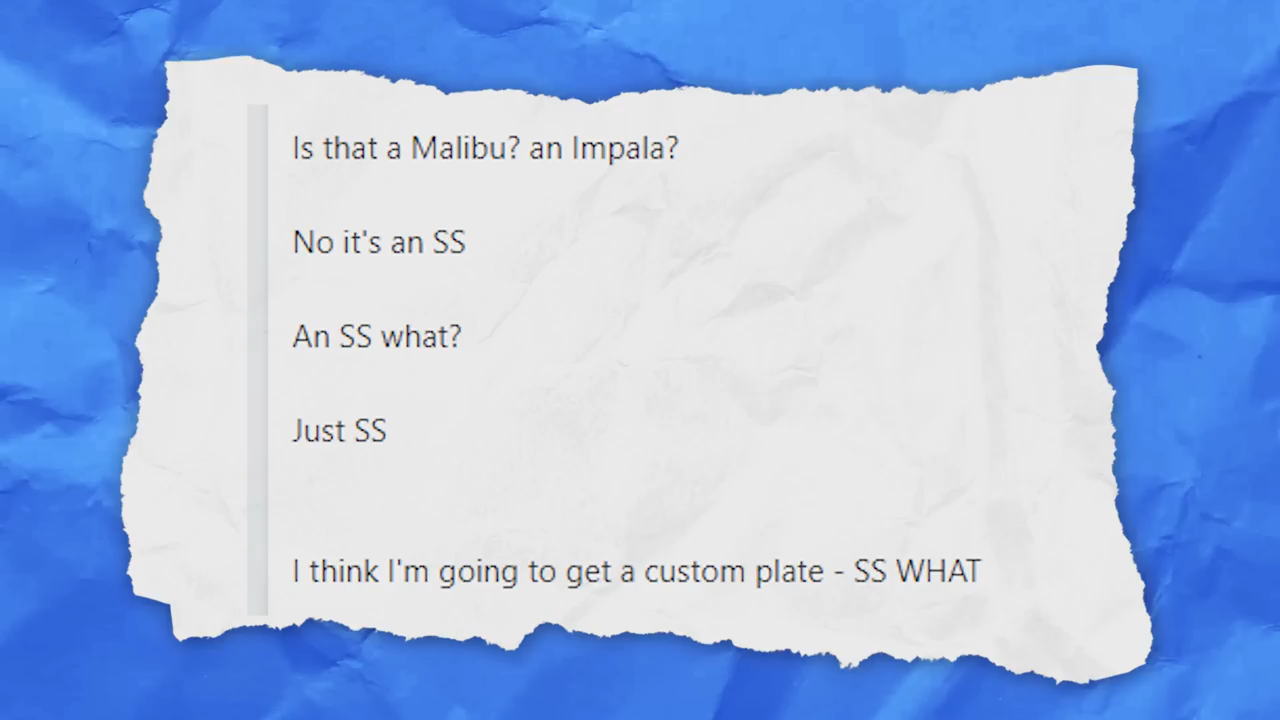 Is that a Malibu? an Impala?
No it's an SS
An SS what?
Just SS
I think I'm going to get a custom plate - SS WHAT